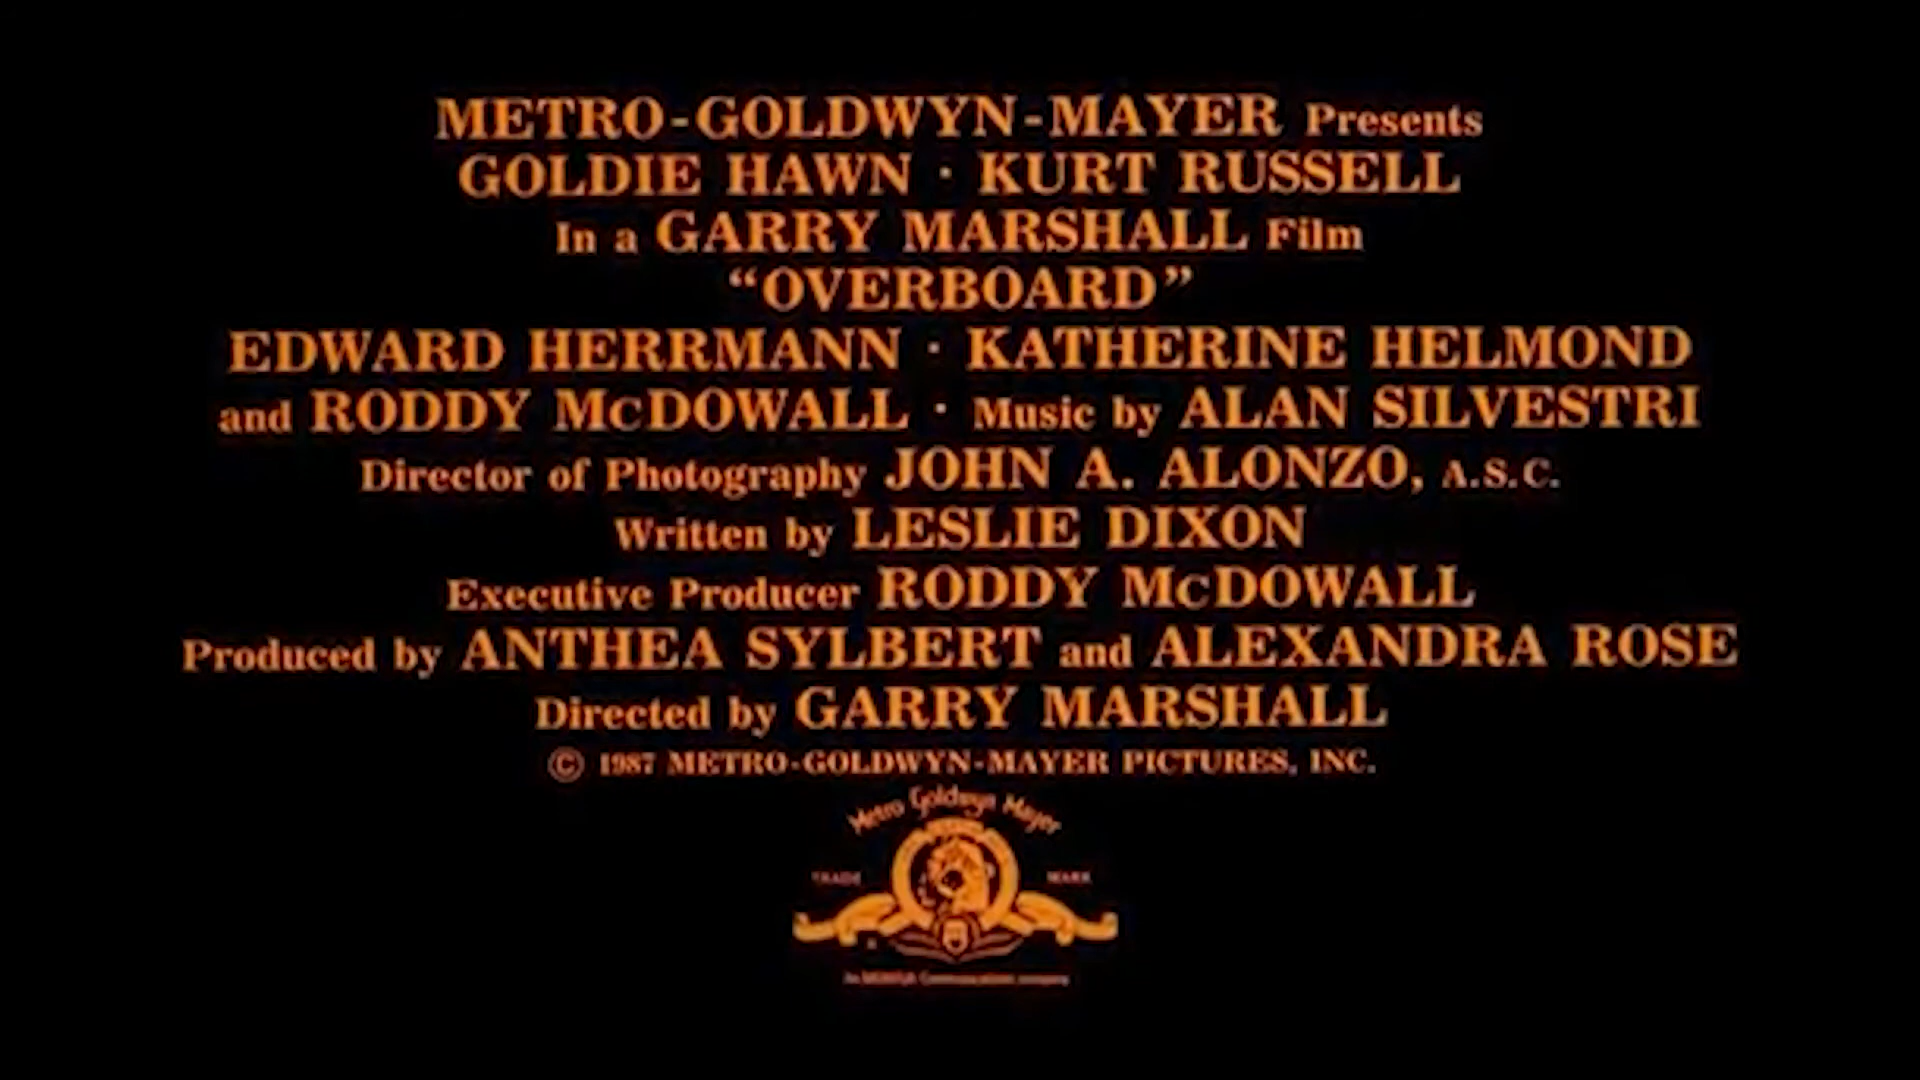 METRO-GOLDWYN-MAYER Presents
GOLDIE HAWN · KURT RUSSELL
In a GARRY MARSHALL Film
“OVERBOARD”
EDWARD HERRMANN · KATHERINE HELMOND
and RODDY McDOWALL · Music by ALAN SILVESTRI
Director of Photography JOHN A. ALONZO, A.S.C.
Written by LESLIE DIXON
Executive Producer RODDY McDOWALL
Produced by ANTHEA SYLBERT and ALEXANDRA ROSE
Directed by GARRY MARSHALL
© 1987 METRO-GOLDWYN-MAYER PICTURES, INC.
Metro Goldwyn Mayer
TRADE MARK